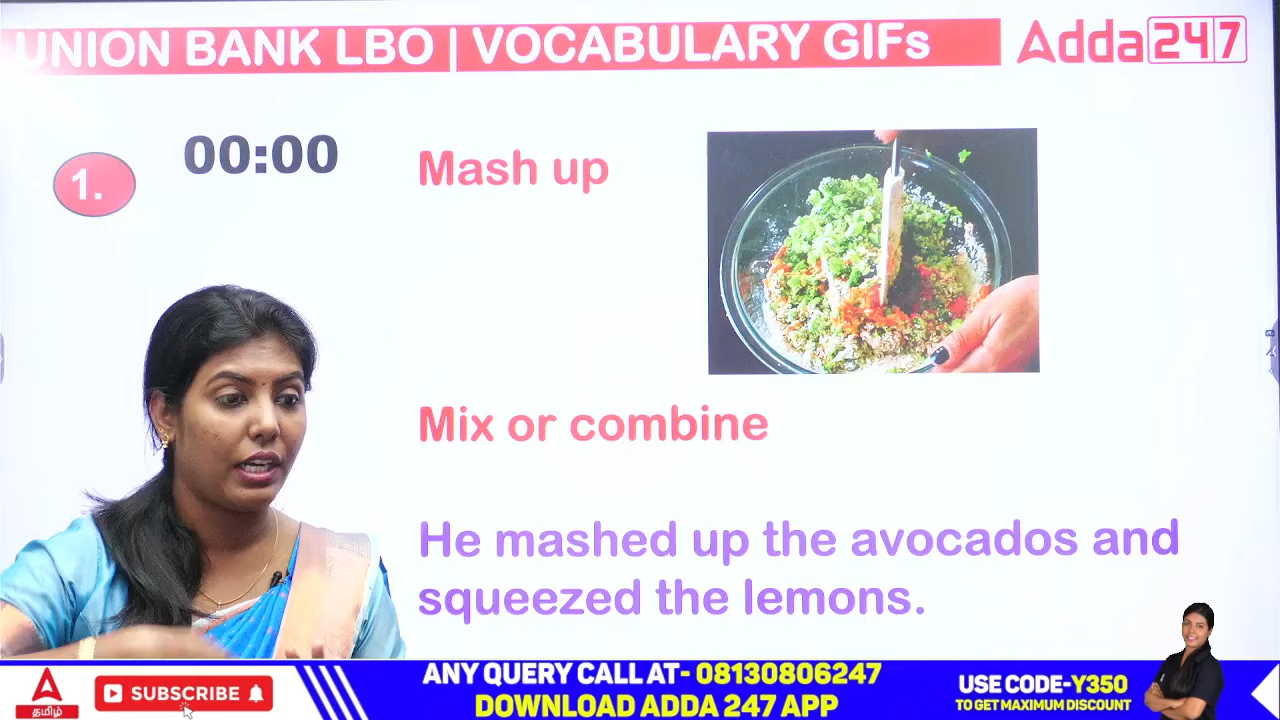 UNION BANK LBO | VOCABULARY GIFs
Adda 247
1.
00:00
Mash up
Mix or combine
He mashed up the avocados and
squeezed the lemons.
தமிழ்
SUBSCRIBE
ANY QUERY CALL AT- 08130806247
DOWNLOAD ADDA 247 APP
USE CODE-Y350
TO GET MAXIMUM DISCOUNT